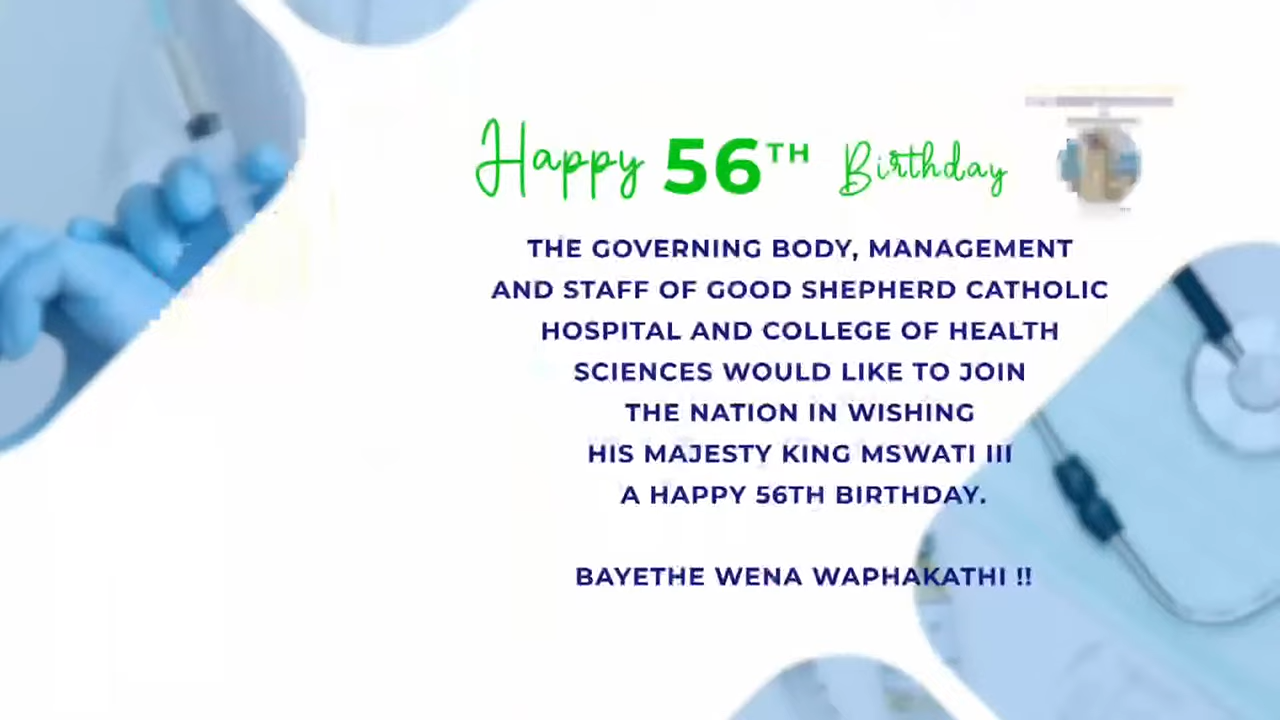 Happy 56TH Birthday
THE GOVERNING BODY, MANAGEMENT
AND STAFF OF GOOD SHEPHERD CATHOLIC
HOSPITAL AND COLLEGE OF HEALTH
SCIENCES WOULD LIKE TO JOIN
THE NATION IN WISHING
HIS MAJESTY KING MSWATI III
A HAPPY 56TH BIRTHDAY.
BAYETHE WENA WAPHAKATHI !!